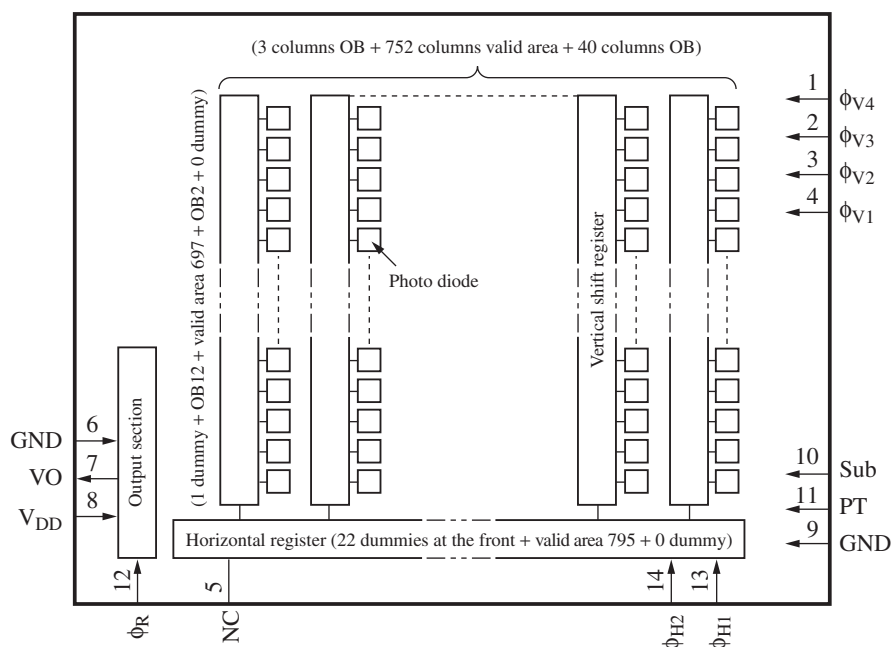 (3 columns OB + 752 columns valid area + 40 columns OB)
(1 dummy + OB12 + valid area 697 + OB2 + 0 dummy)
Photo diode
Vertical shift register
1
ϕV4
2
ϕV3
3
ϕV2
4
ϕV1
Output section
GND
6
VO
7
VDD
8
10
Sub
11
PT
9
GND
Horizontal register (22 dummies at the front + valid area 795 + 0 dummy)
12
ϕR
5
NC
14
ϕH2
13
ϕH1